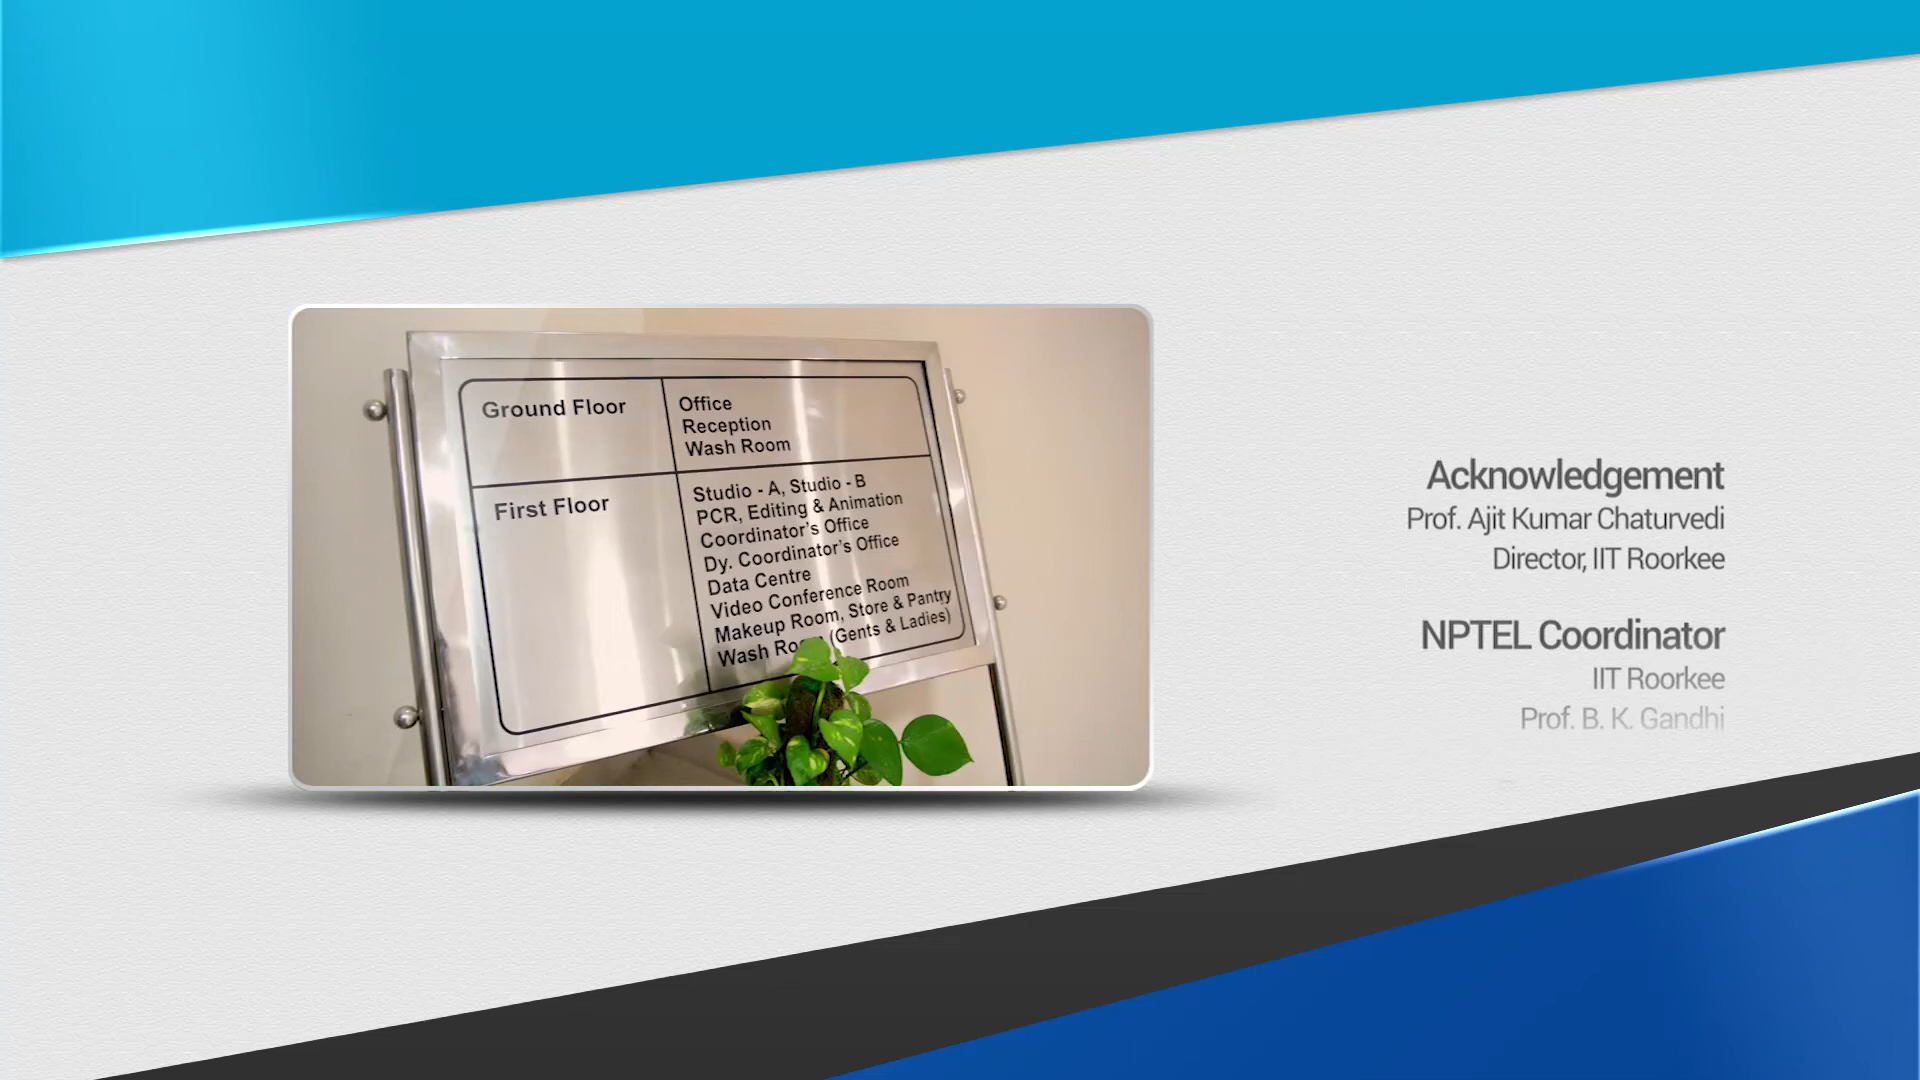 Ground Floor
Office
Reception
Wash Room
First Floor
Studio - A, Studio - B
PCR, Editing & Animation
Coordinator's Office
Dy. Coordinator's Office
Data Centre
Video Conference Room
Makeup Room, Store & Pantry
Wash Room (Gents & Ladies)
Acknowledgement
Prof. Ajit Kumar Chaturvedi
Director, IIT Roorkee
NPTEL Coordinator
IIT Roorkee
Prof. B. K. Gandhi